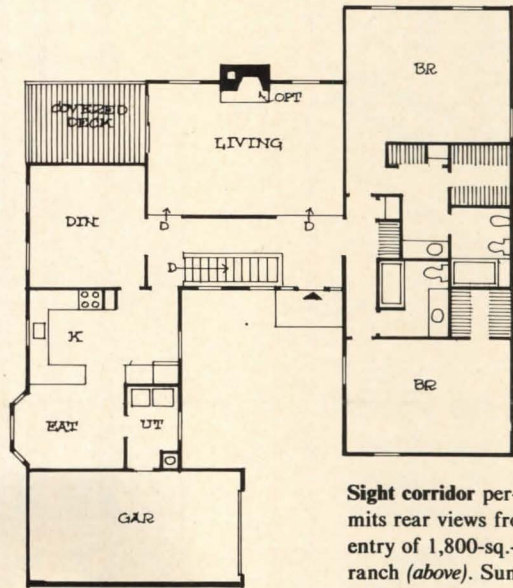 BR
COVERED
DECK
OPT
LIVING
DIN
D
D
D
K
BR
EAT
UT
GAR
Sight corridor per-
mits rear views fro
entry of 1,800-sq.-
ranch (above). Sun